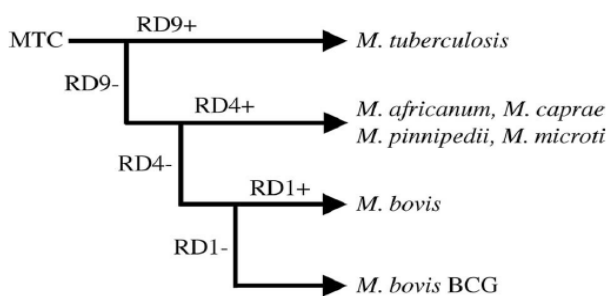 RD9+
MTC
M. tuberculosis
RD9-
RD4+
M. africanum, M. caprae
M. pinnipedii, M. microti
RD4-
RD1+
M. bovis
RD1-
M. bovis BCG